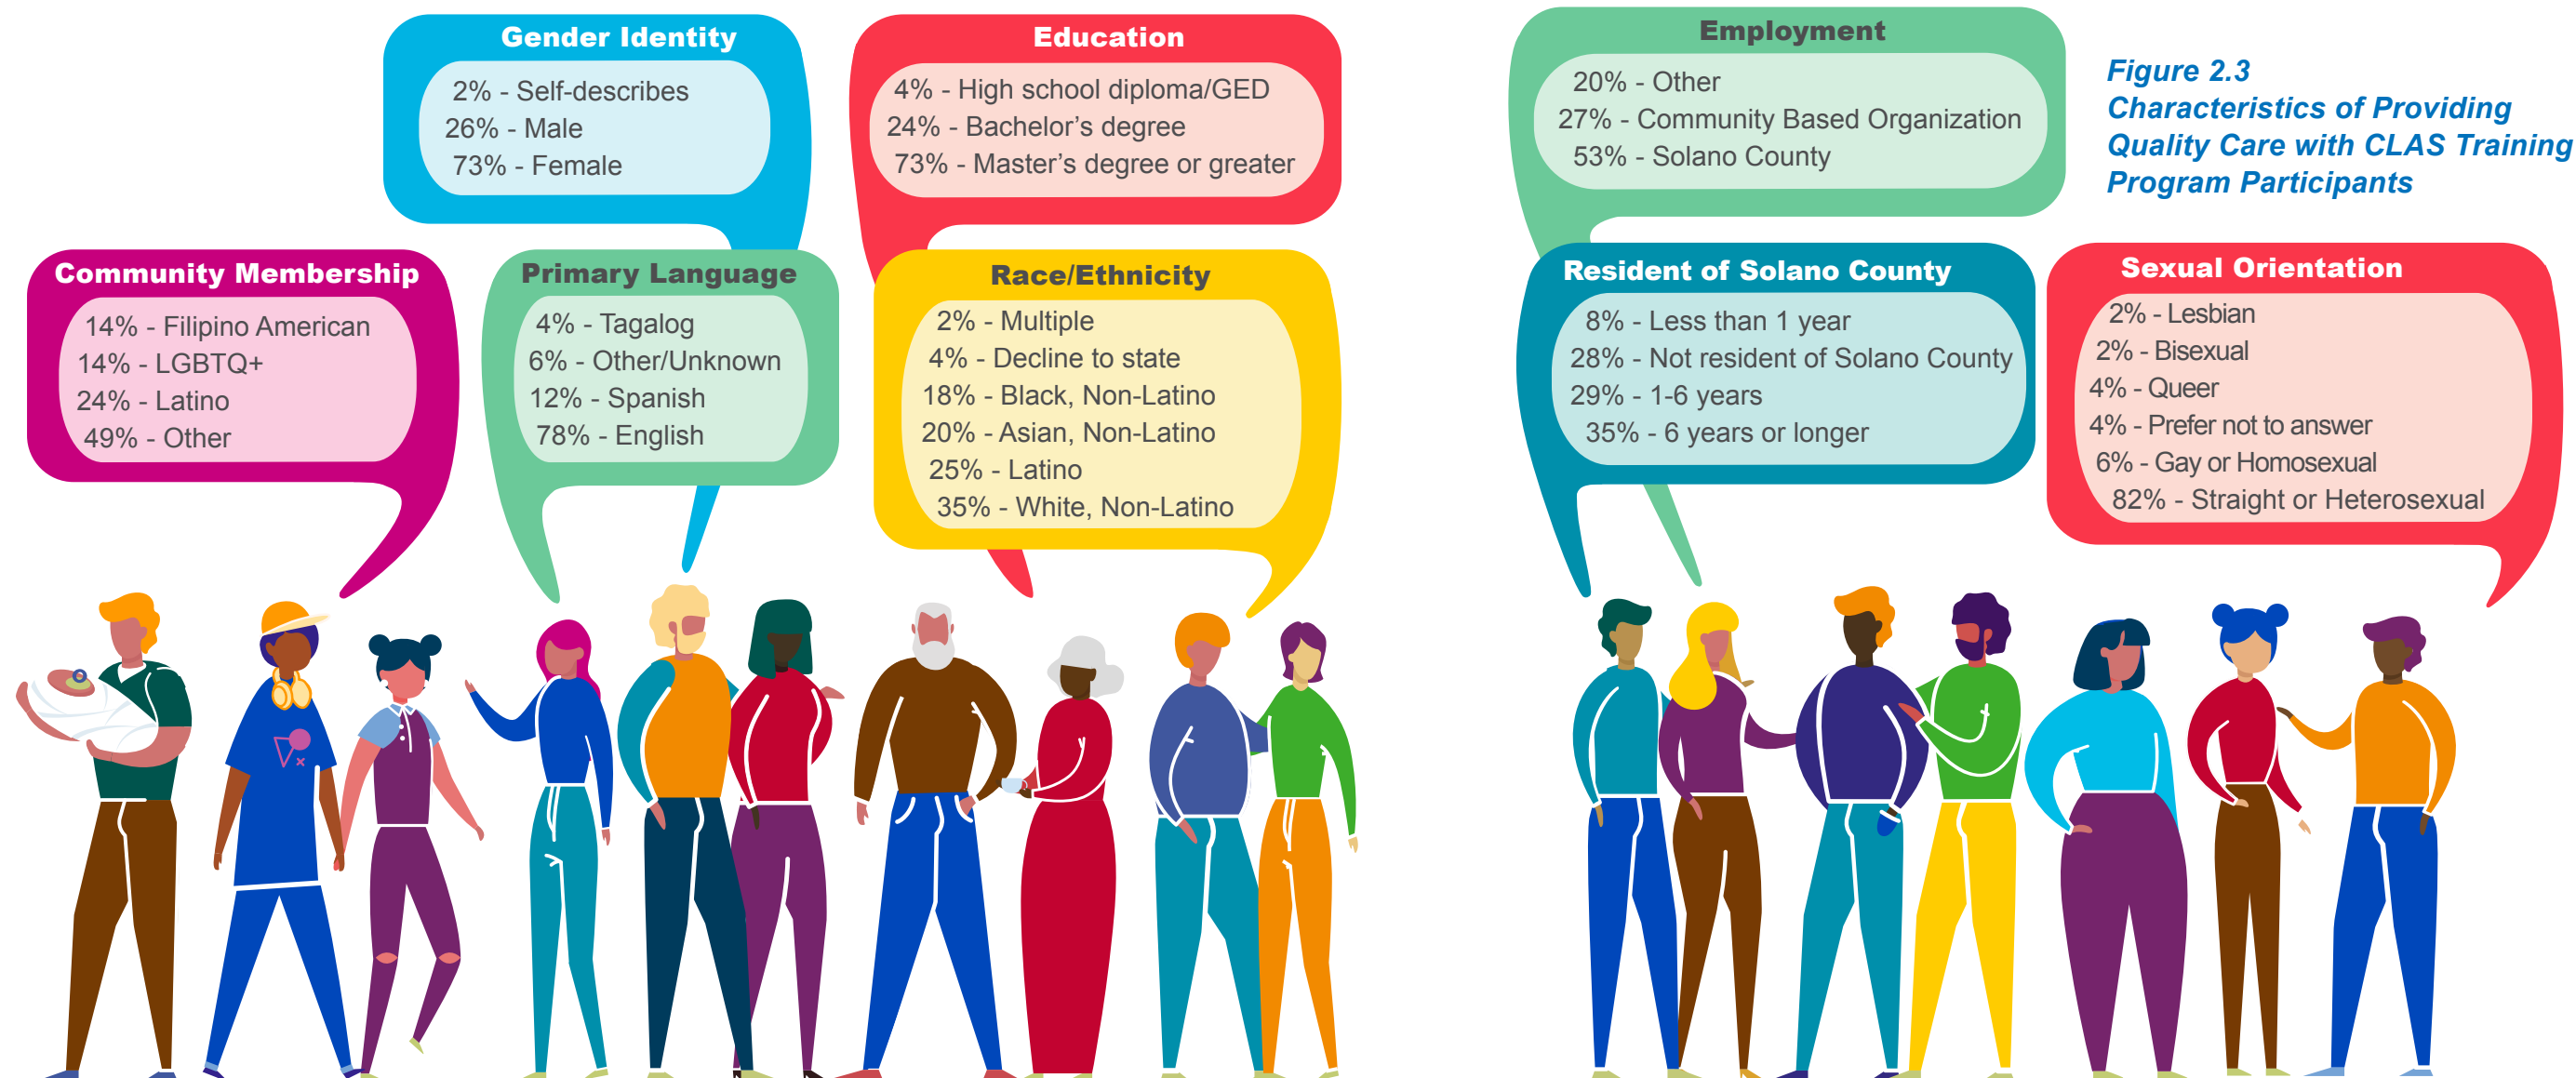 Gender Identity
2% - Self-describes
26% - Male
73% - Female
Education
4% - High school diploma/GED
24% - Bachelor’s degree
73% - Master’s degree or greater
Employment
20% - Other
27% - Community Based Organization
53% - Solano County
Figure 2.3
Characteristics of Providing
Quality Care with CLAS Training
Program Participants
Community Membership
14% - Filipino American
14% - LGBTQ+
24% - Latino
49% - Other
Primary Language
4% - Tagalog
6% - Other/Unknown
12% - Spanish
78% - English
Race/Ethnicity
2% - Multiple
4% - Decline to state
18% - Black, Non-Latino
20% - Asian, Non-Latino
25% - Latino
35% - White, Non-Latino
Resident of Solano County
8% - Less than 1 year
28% - Not resident of Solano County
29% - 1-6 years
35% - 6 years or longer
Sexual Orientation
2% - Lesbian
2% - Bisexual
4% - Queer
4% - Prefer not to answer
6% - Gay or Homosexual
82% - Straight or Heterosexual